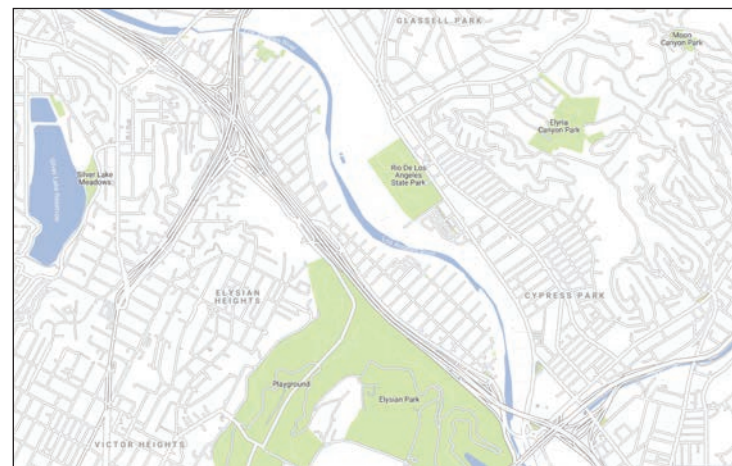 GLASSELL PARK
Moon
Canyon Park
Elyria
Canyon Park
Rio De Los
Angeles
State Park
Silver Lake
Meadows
ELYSIAN
HEIGHTS
CYPRESS PARK
Playground
Elysian Park
VICTOR HEIGHTS